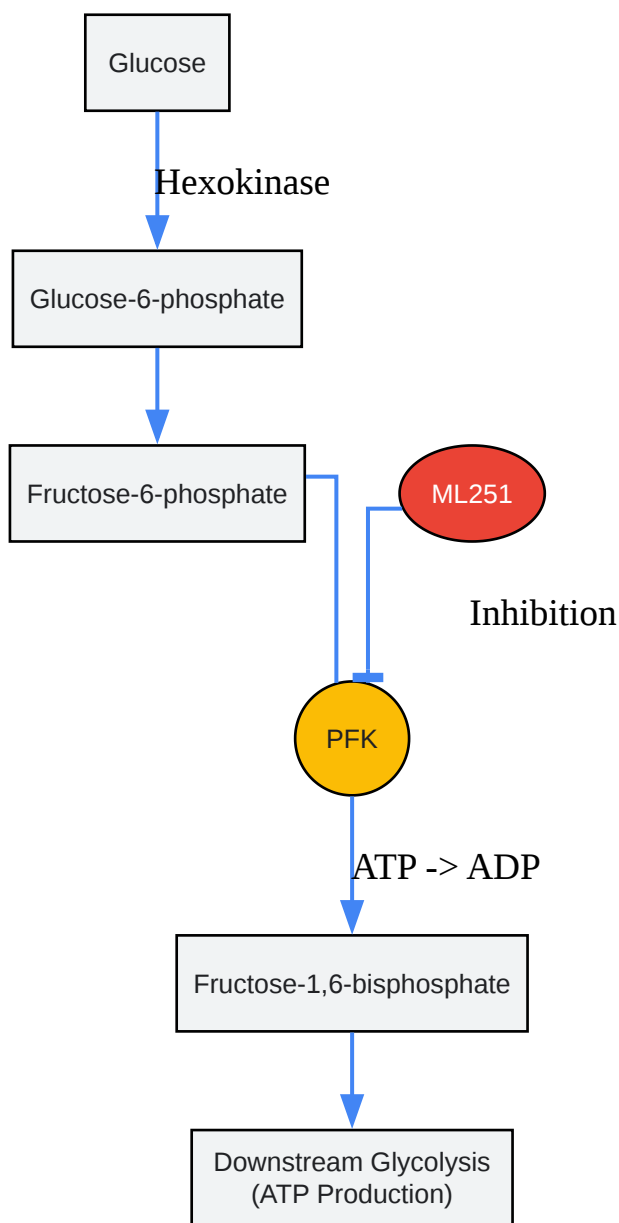 Glucose
Hexokinase
Glucose-6-phosphate
Fructose-6-phosphate
ML251
Inhibition
PFK
ATP -> ADP
Fructose-1,6-bisphosphate
Downstream Glycolysis
(ATP Production)